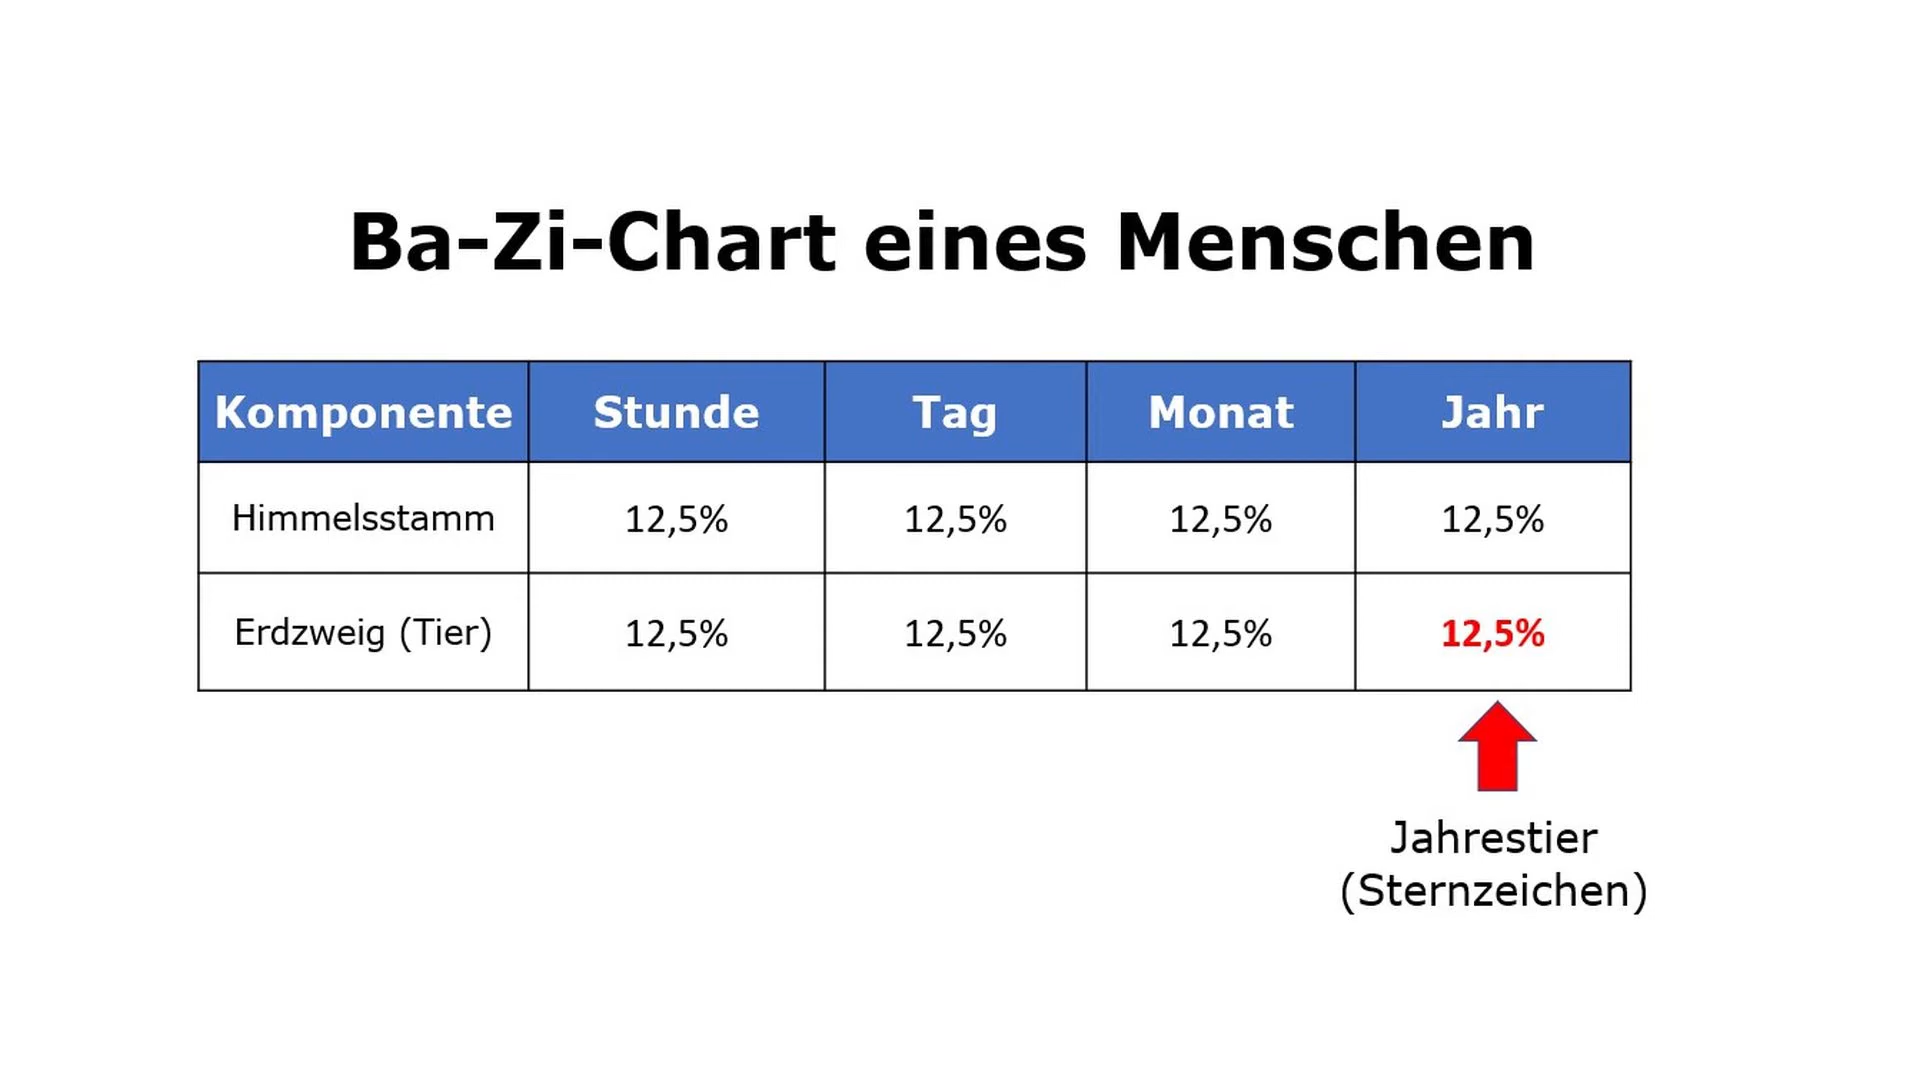 Ba-Zi-Chart eines Menschen
Komponente Stunde Tag Monat Jahr
Himmelsstamm 12,5% 12,5% 12,5% 12,5%
Erdzweig (Tier) 12,5% 12,5% 12,5% 12,5%
Jahrestier
(Sternzeichen)